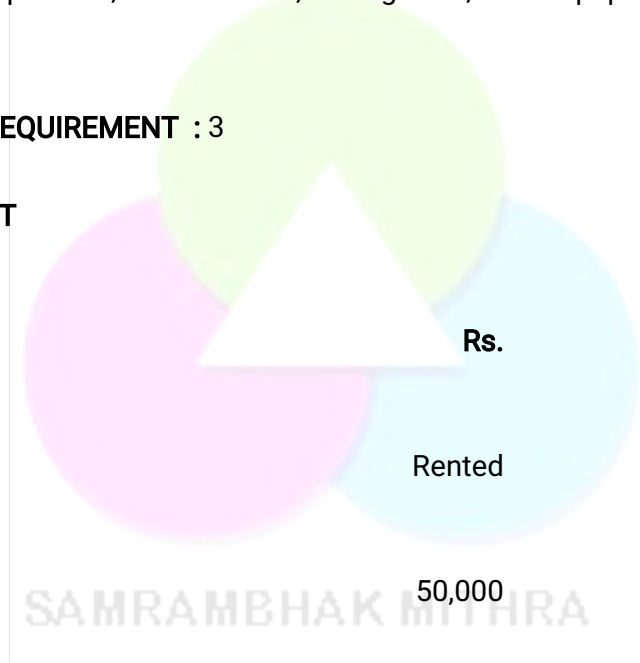 EQUIREMENT : 3
T
Rs.
Rented
50,000
SAMRAMBHAK MITHRA